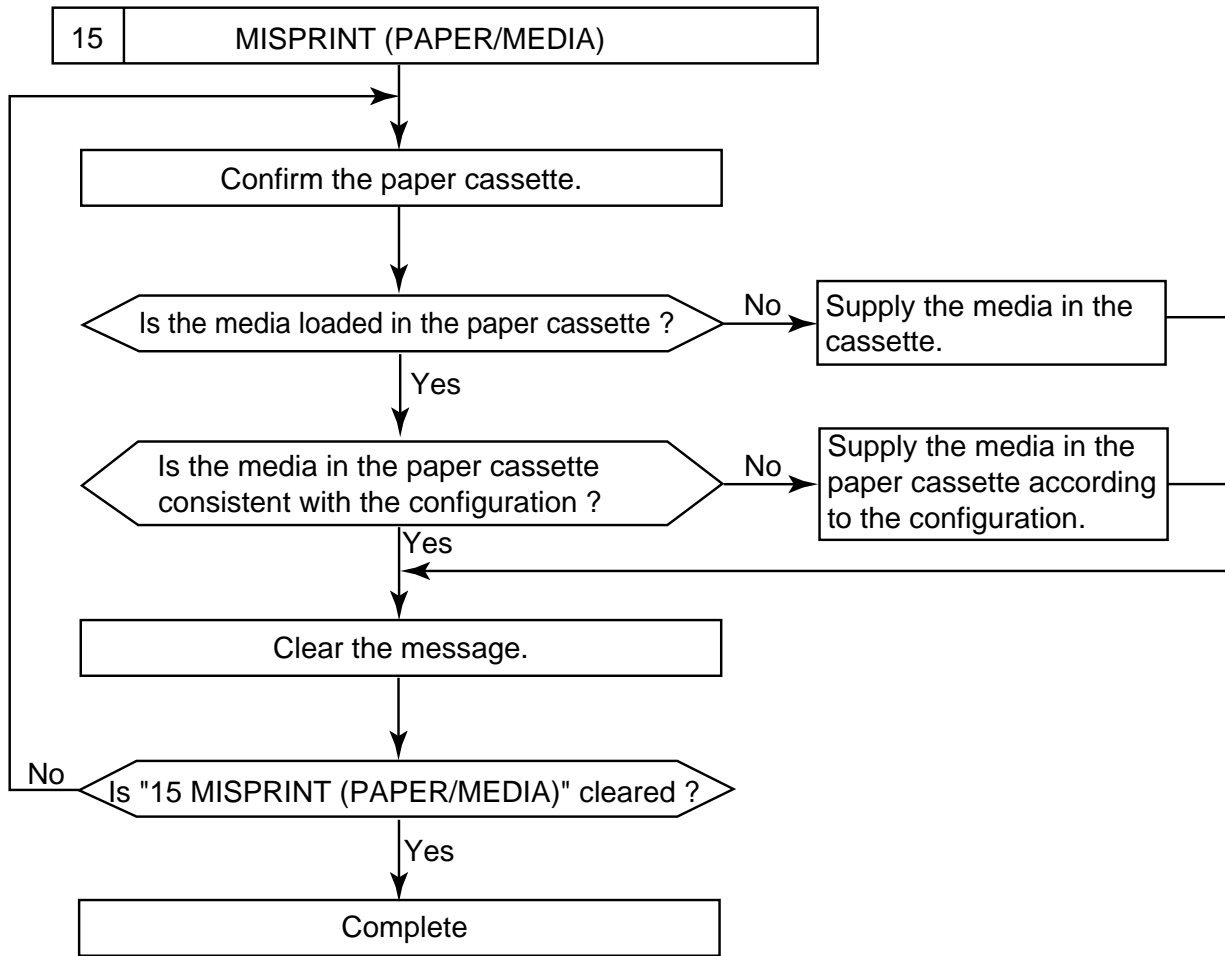 15 MISPRINT (PAPER/MEDIA)
Confirm the paper cassette.
Is the media loaded in the paper cassette ?
No
Supply the media in the
cassette.
Yes
Is the media in the paper cassette
consistent with the configuration ?
No
Supply the media in the
paper cassette according
to the configuration.
Yes
Clear the message.
No
Is "15 MISPRINT (PAPER/MEDIA)" cleared ?
Yes
Complete